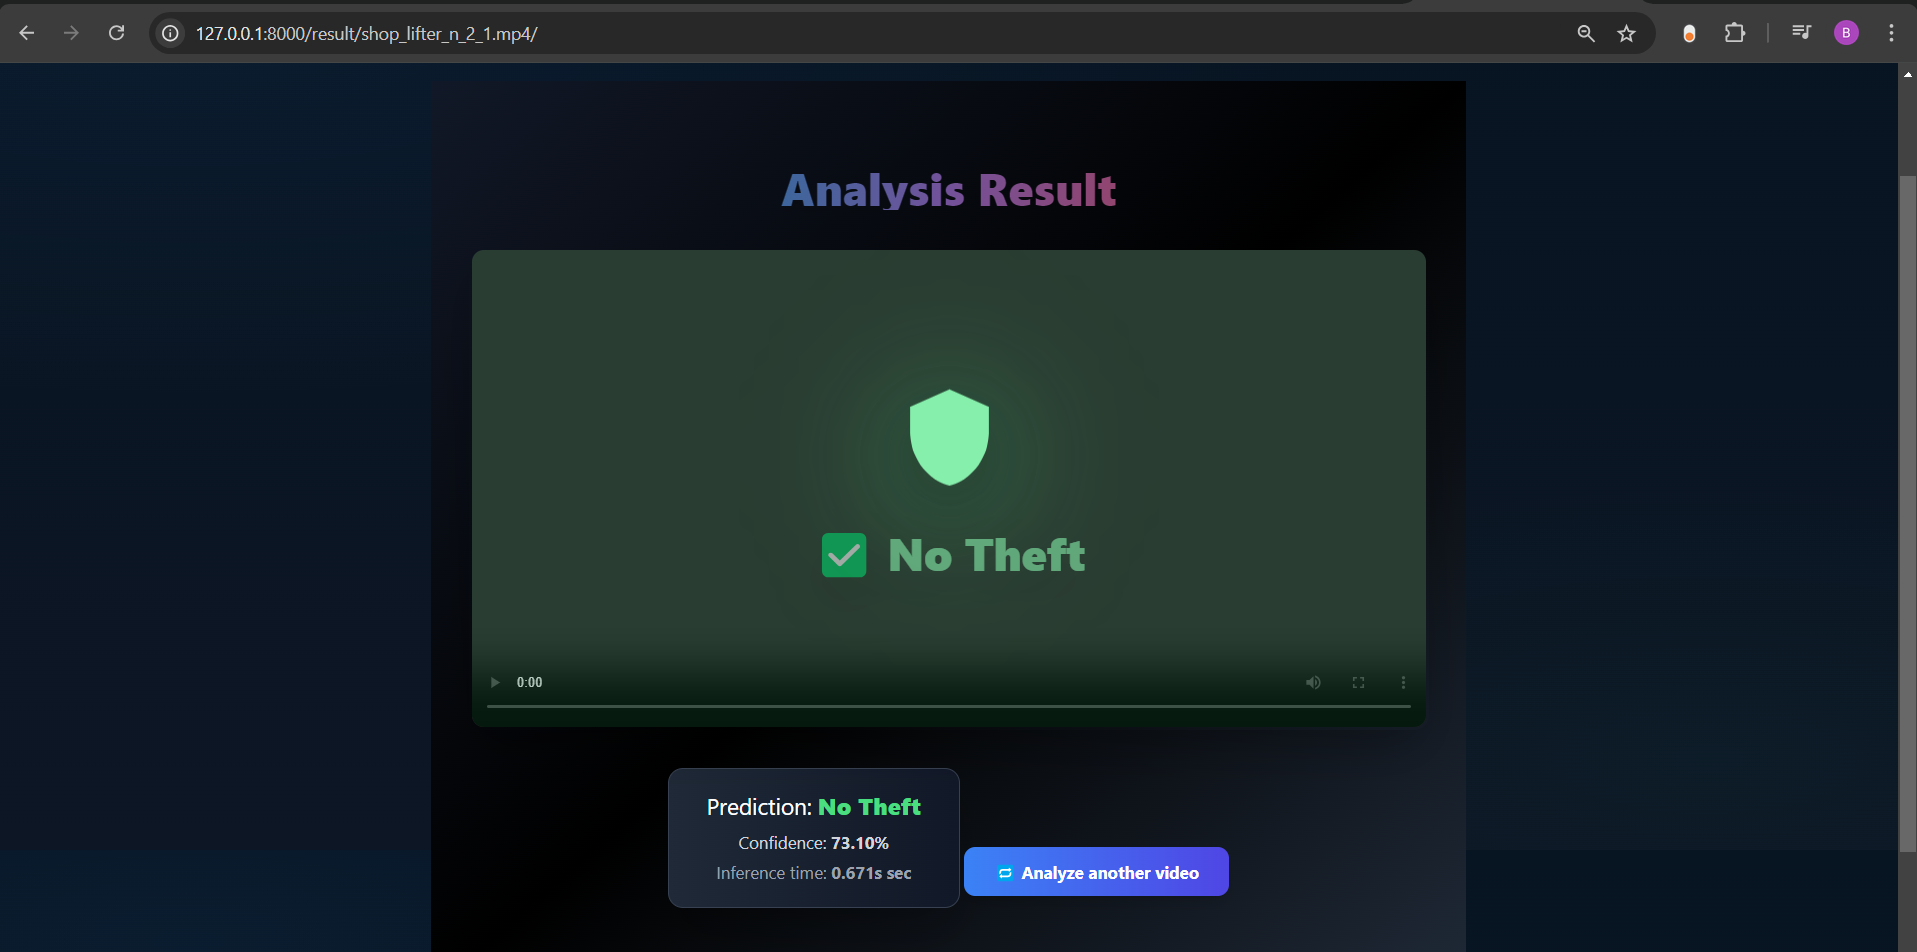 127.0.0.1:8000/result/shop_lifter_n_2_1.mp4/
B
Analysis Result
No Theft
0:00
Prediction: No Theft
Confidence: 73.10%
Inference time: 0.671s sec
Analyze another video